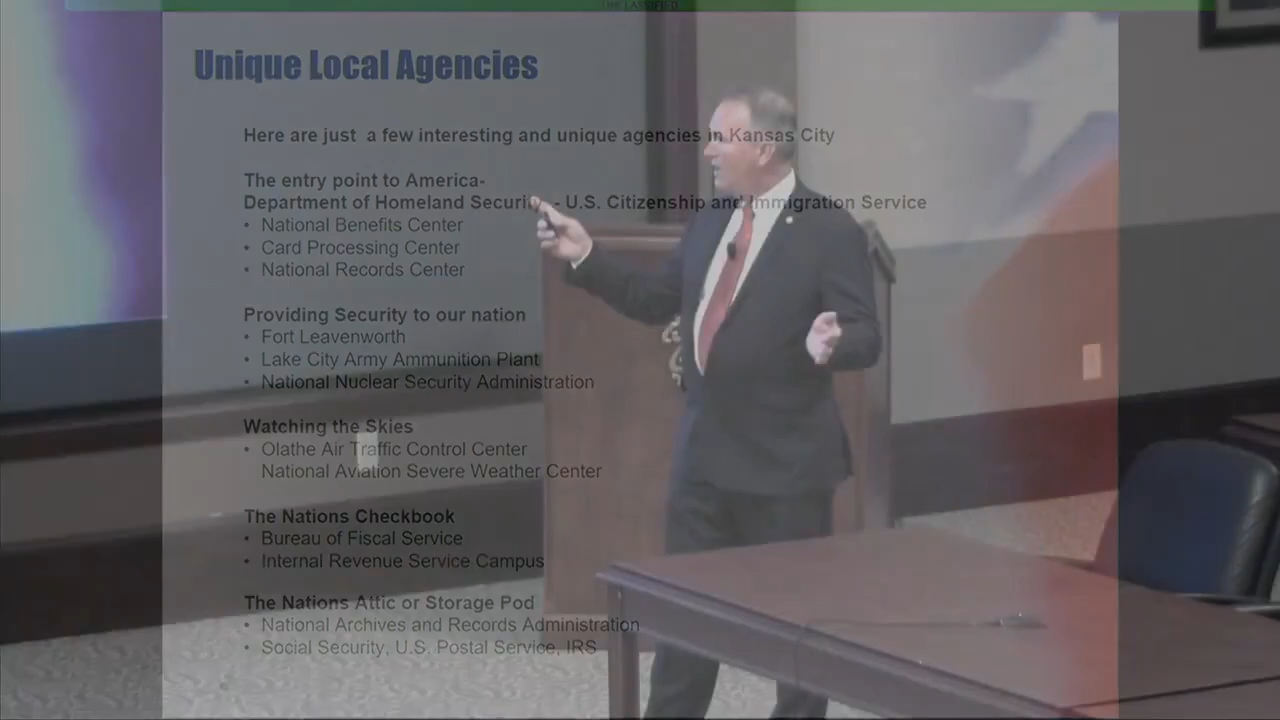 UNCLASSIFIED
Unique Local Agencies
Here are just a few interesting and unique agencies in Kansas City
The entry point to America-
Department of Homeland Security - U.S. Citizenship and Immigration Service
• National Benefits Center
• Card Processing Center
• National Records Center
Providing Security to our nation
• Fort Leavenworth
• Lake City Army Ammunition Plant
• National Nuclear Security Administration
Watching the Skies
• Olathe Air Traffic Control Center
National Aviation Severe Weather Center
The Nations Checkbook
• Bureau of Fiscal Service
• Internal Revenue Service Campus
The Nations Attic or Storage Pod
• National Archives and Records Administration
• Social Security, U.S. Postal Service, IRS